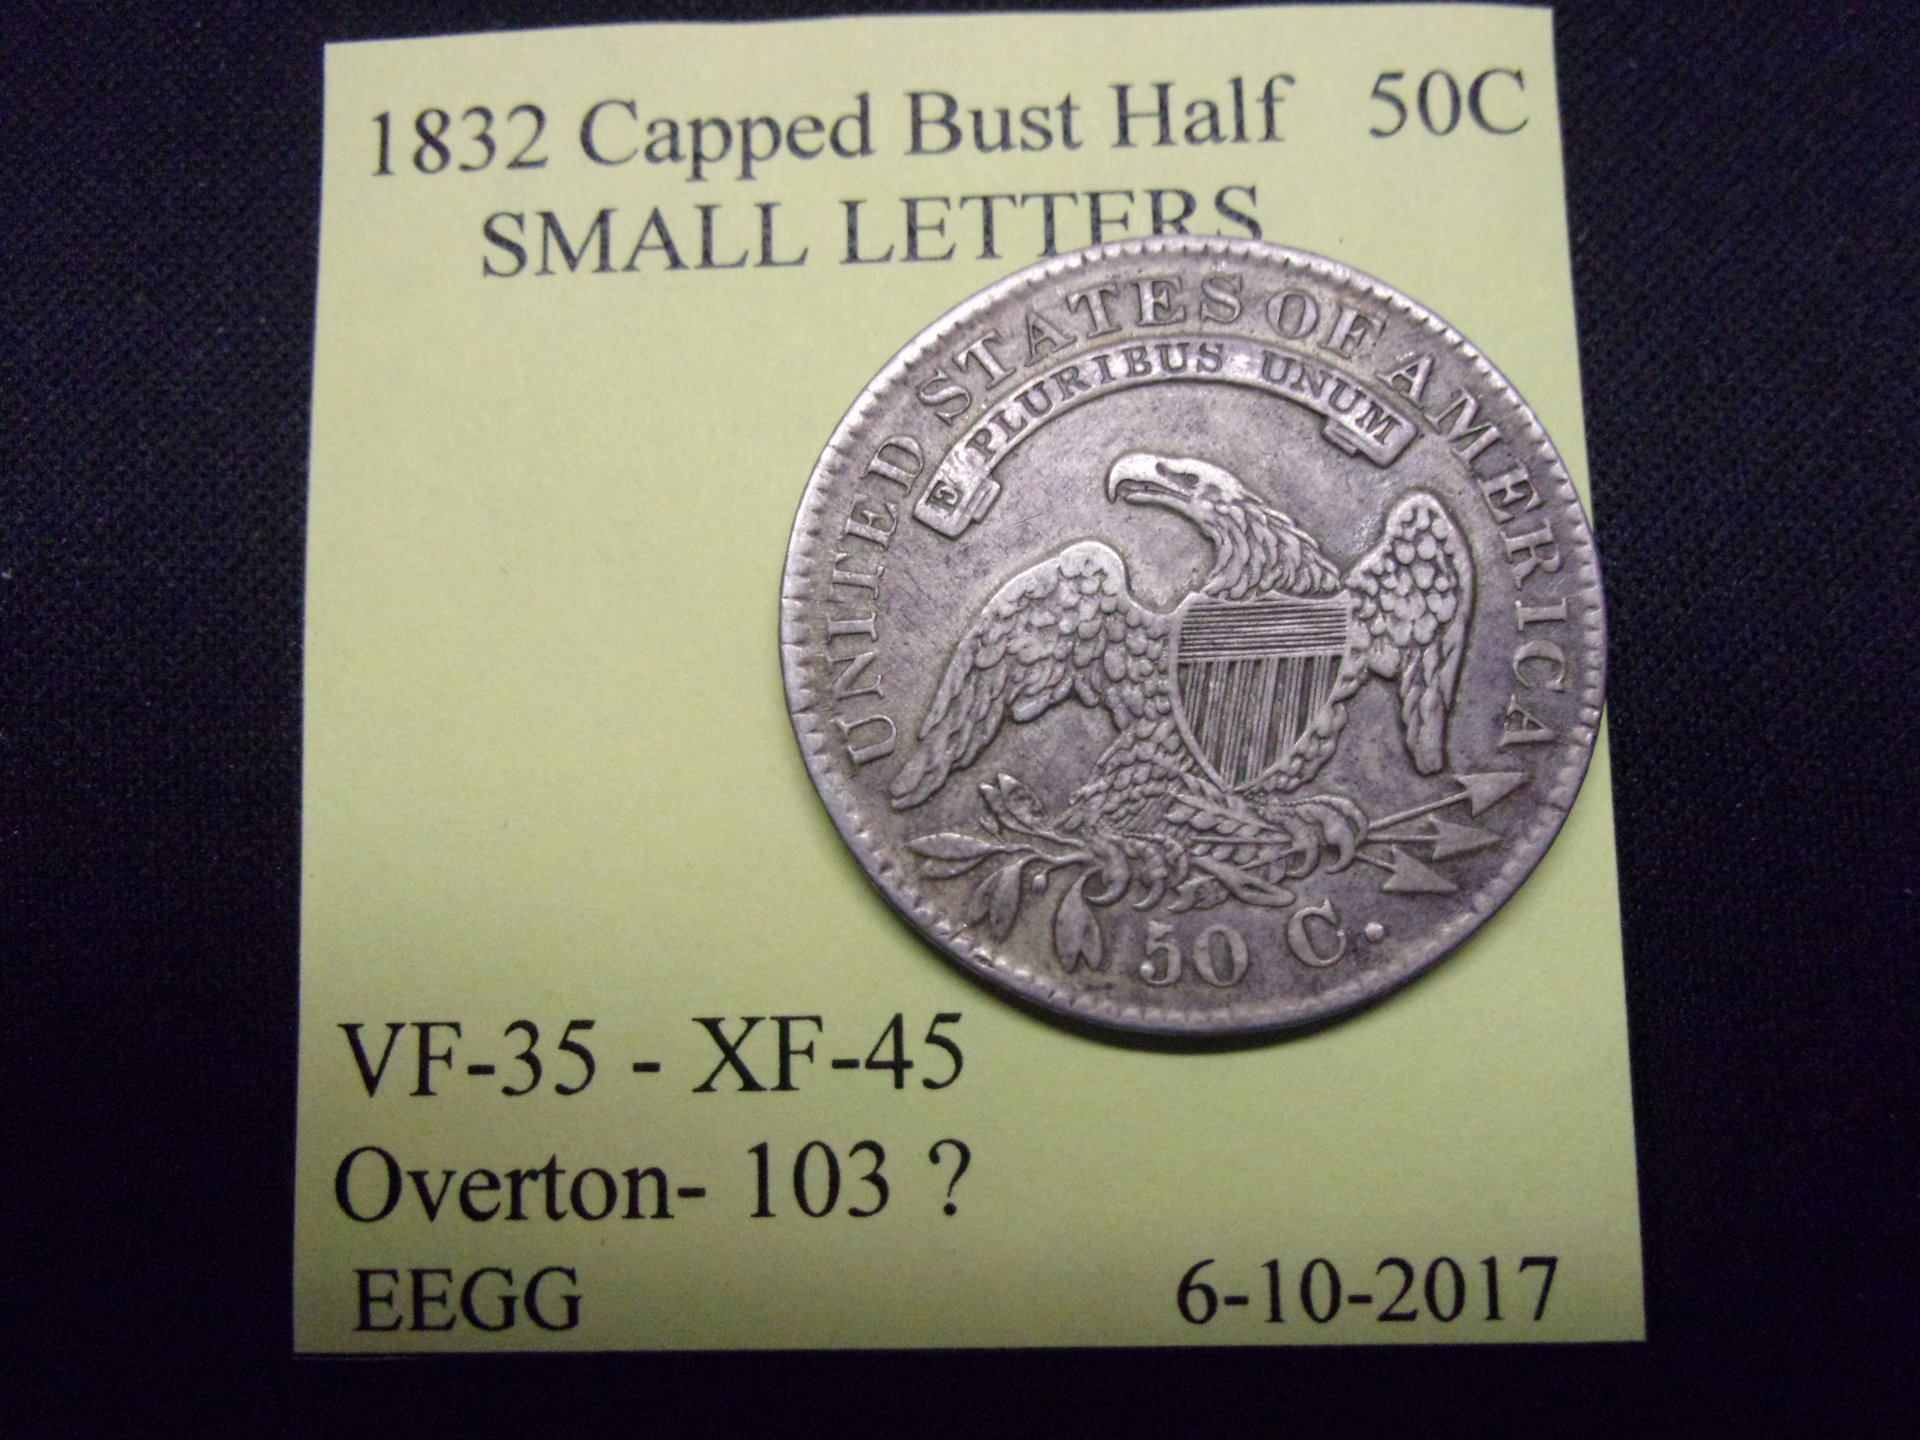 1832 Capped Bust Half 50C
SMALL LETTERS
UNITED STATES OF AMERICA
E PLURIBUS UNUM
50 C.
VF-35 - XF-45
Overton- 103 ?
EEGG 6-10-2017